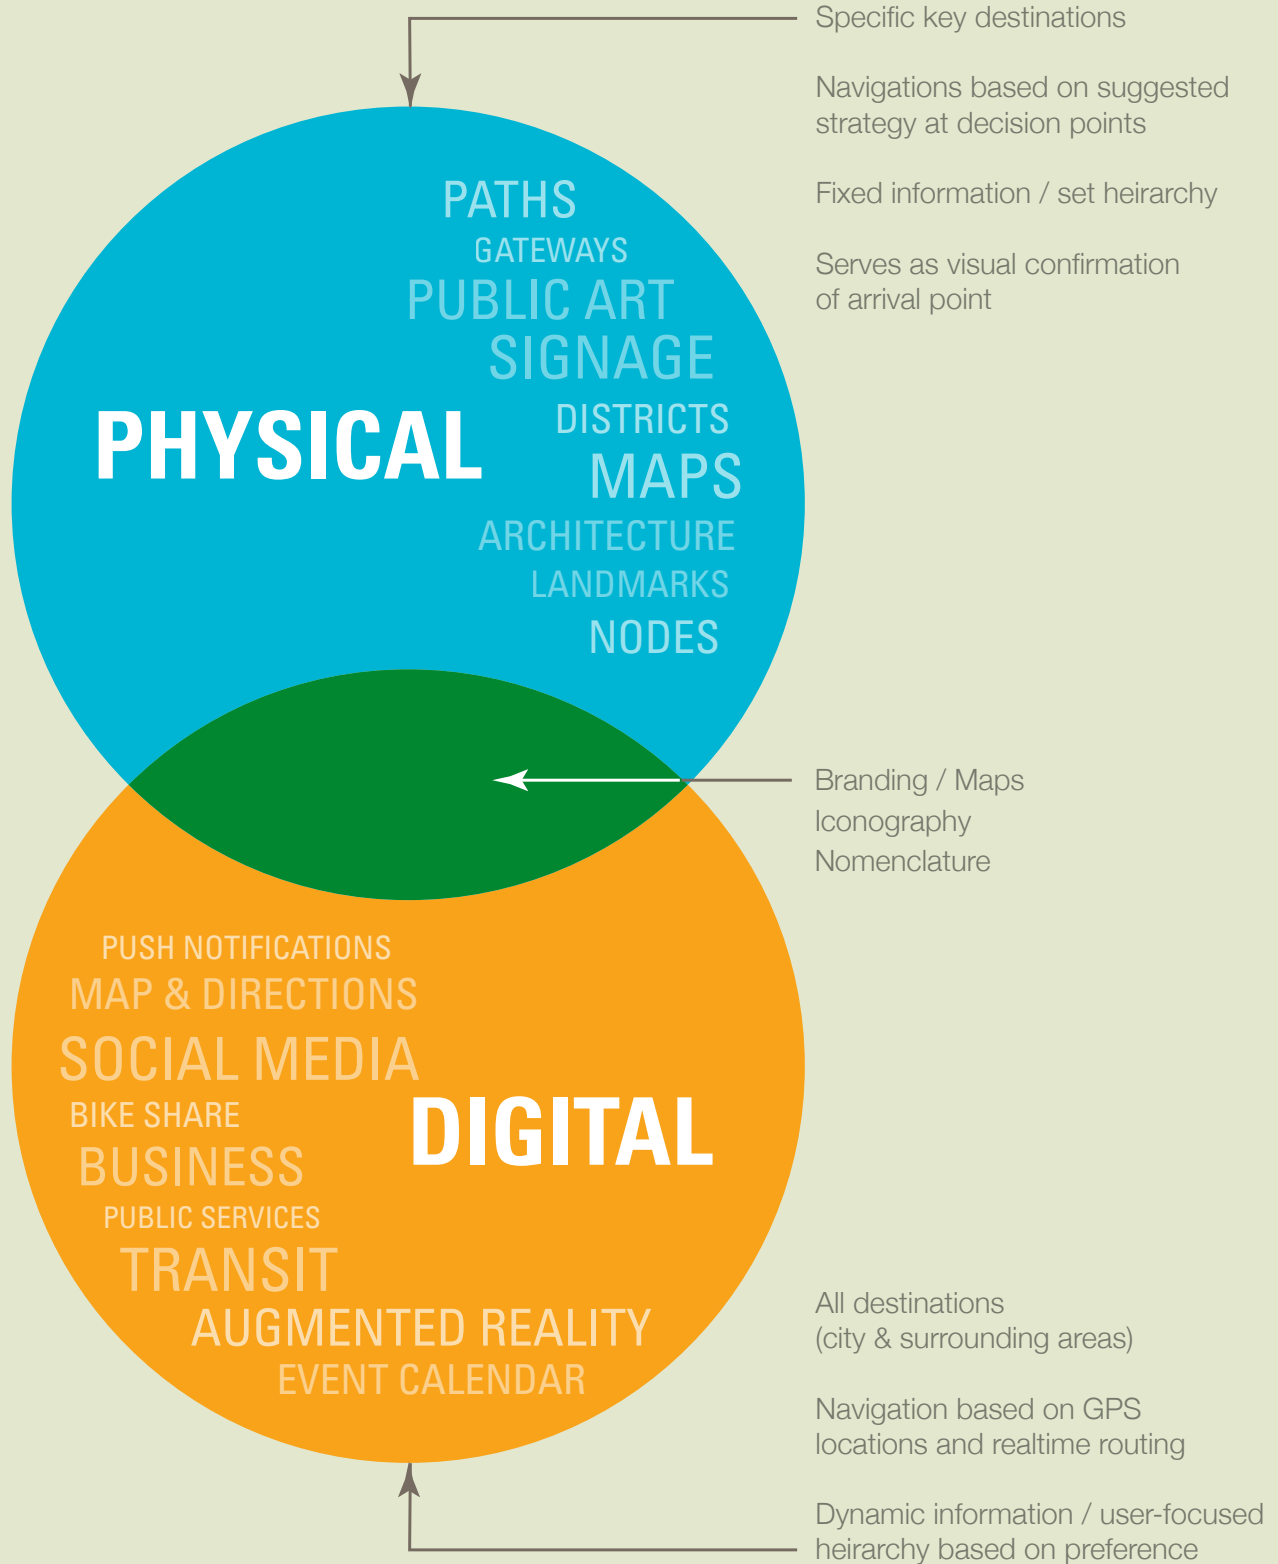 Specific key destinations
Navigations based on suggested
strategy at decision points
Fixed information / set heirarchy
Serves as visual confirmation
of arrival point
PATHS
GATEWAYS
PUBLIC ART
SIGNAGE
DISTRICTS
MAPS
ARCHITECTURE
LANDMARKS
NODES
PHYSICAL
Branding / Maps
Iconography
Nomenclature
PUSH NOTIFICATIONS
MAP & DIRECTIONS
SOCIAL MEDIA
BIKE SHARE
BUSINESS
PUBLIC SERVICES
TRANSIT
AUGMENTED REALITY
EVENT CALENDAR
DIGITAL
All destinations
(city & surrounding areas)
Navigation based on GPS
locations and realtime routing
Dynamic information / user-focused
heirarchy based on preference